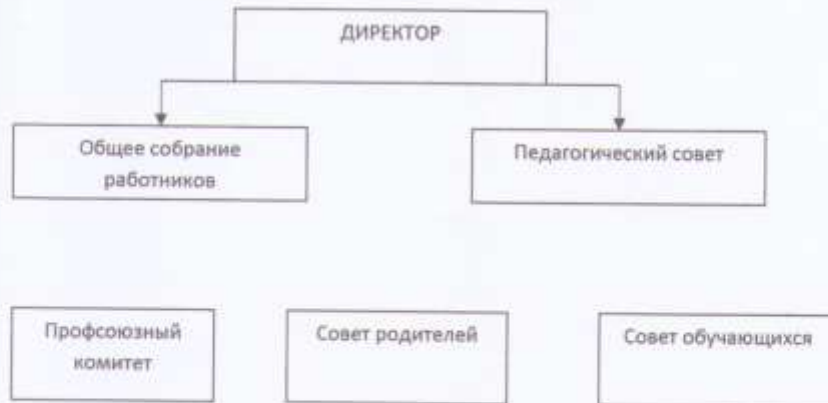 ДИРЕКТОР
Общее собрание
работников
Педагогический совет
Профсоюзный
комитет
Совет родителей
Совет обучающихся